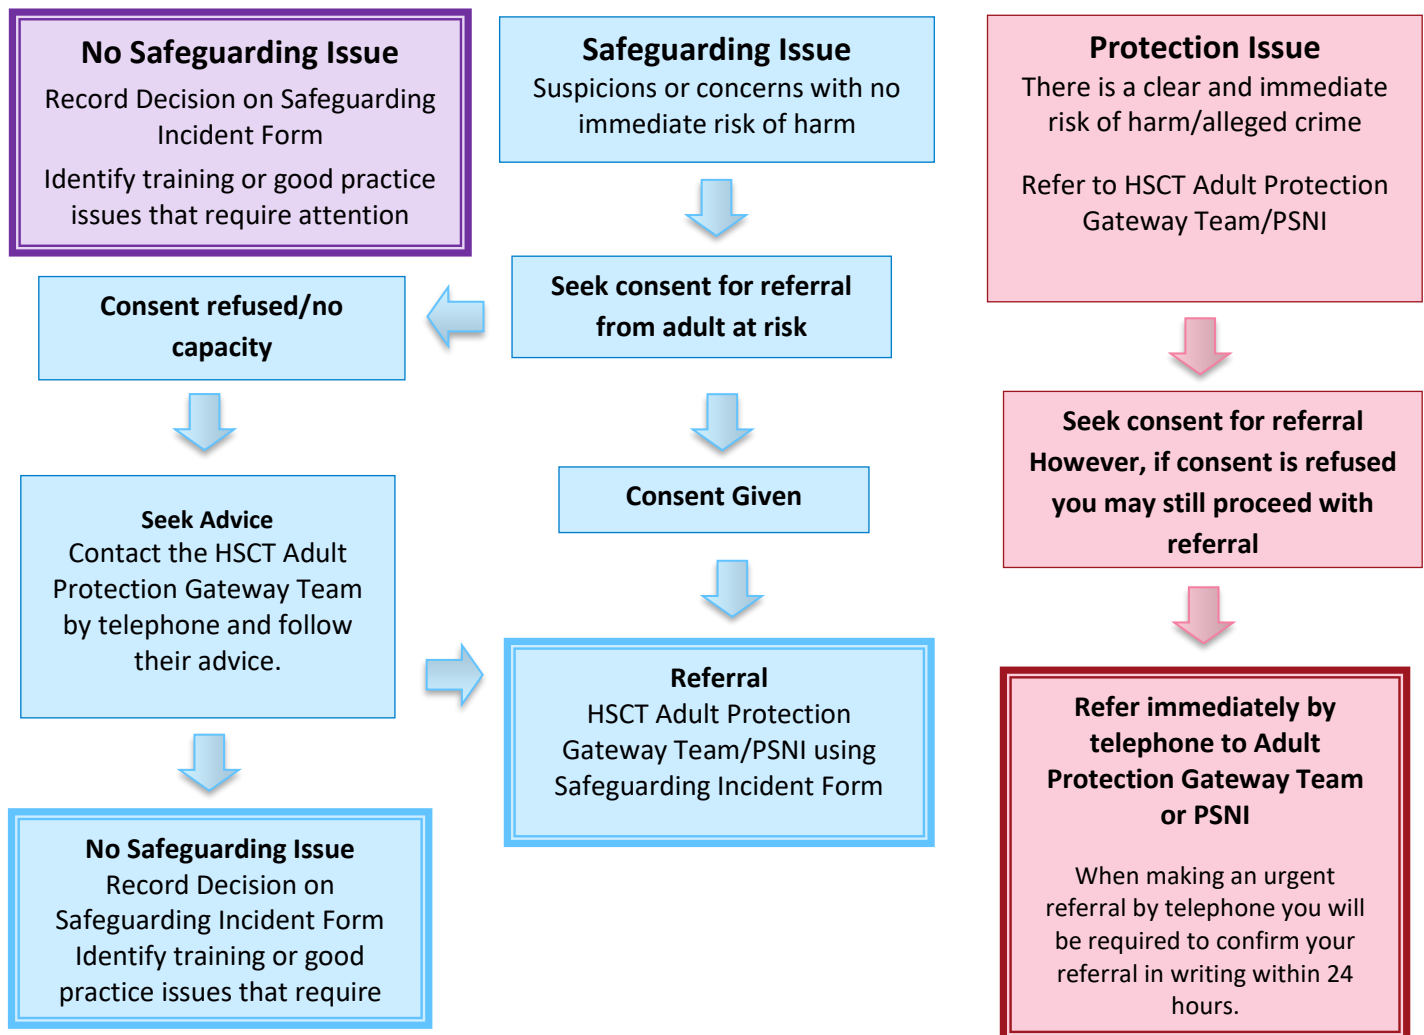 No Safeguarding Issue
Record Decision on Safeguarding
Incident Form
Identify training or good practice
issues that require attention
Safeguarding Issue
Suspicions or concerns with no
immediate risk of harm
Protection Issue
There is a clear and immediate
risk of harm/alleged crime
Refer to HSCT Adult Protection
Gateway Team/PSNI
Consent refused/no
capacity
Seek consent for referral
from adult at risk
Seek consent for referral
However, if consent is refused
you may still proceed with
referral
Seek Advice
Contact the HSCT Adult
Protection Gateway Team
by telephone and follow
their advice.
Consent Given
Referral
HSCT Adult Protection
Gateway Team/PSNI using
Safeguarding Incident Form
Refer immediately by
telephone to Adult
Protection Gateway Team
or PSNI
When making an urgent
referral by telephone you will
be required to confirm your
referral in writing within 24
hours.
No Safeguarding Issue
Record Decision on
Safeguarding Incident Form
Identify training or good
practice issues that require